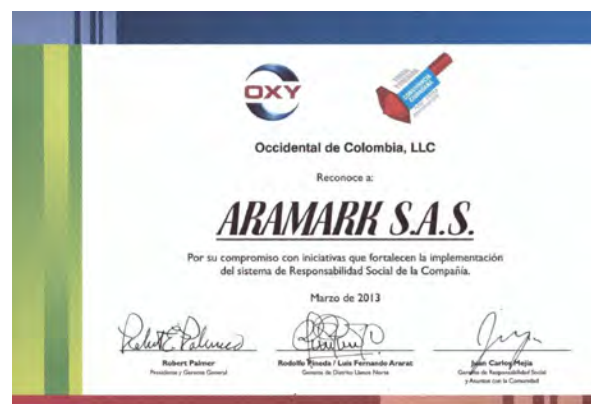 OXY
Occidental de Colombia, LLC
Reconoce a:
ARAMARK S.A.S.
Por su compromiso con iniciativas que fortalecen la implementación
del sistema de Responsabilidad Social de la Compañía.
Marzo de 2013
Robert Palmer
Presidente y Gerente General
Rodolfo Pineda / Luis Fernando Ararat
Gerente de Distrito Llanos Norte
Juan Carlos Mejía
Gerente de Responsabilidad Social
y Asuntos con la Comunidad